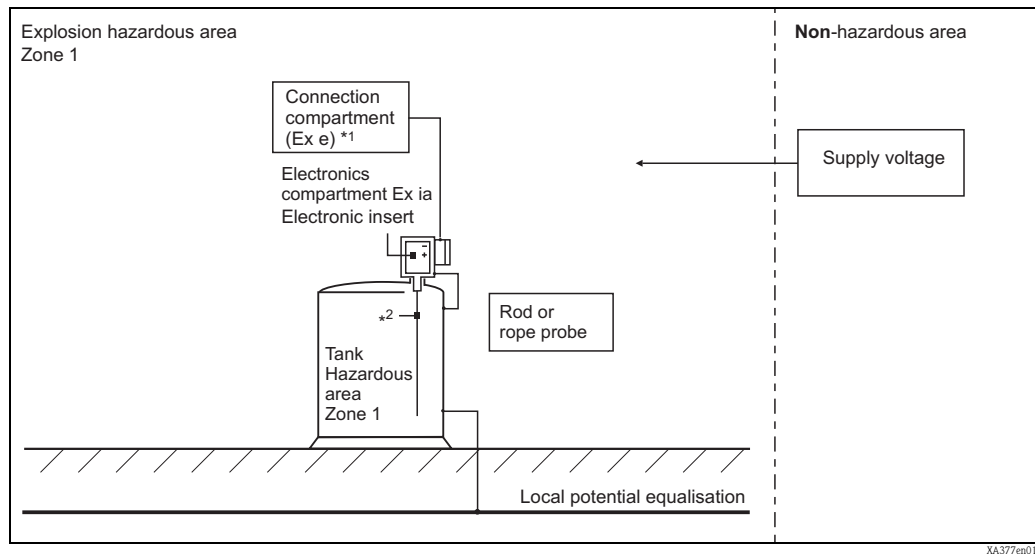 Explosion hazardous area
Zone 1
Non-hazardous area
Connection
compartment
(Ex e) *1
Supply voltage
Electronics
compartment Ex ia
Electronic insert
-
+
*2
Rod or
rope probe
Tank
Hazardous
area
Zone 1
Local potential equalisation
XA377en01